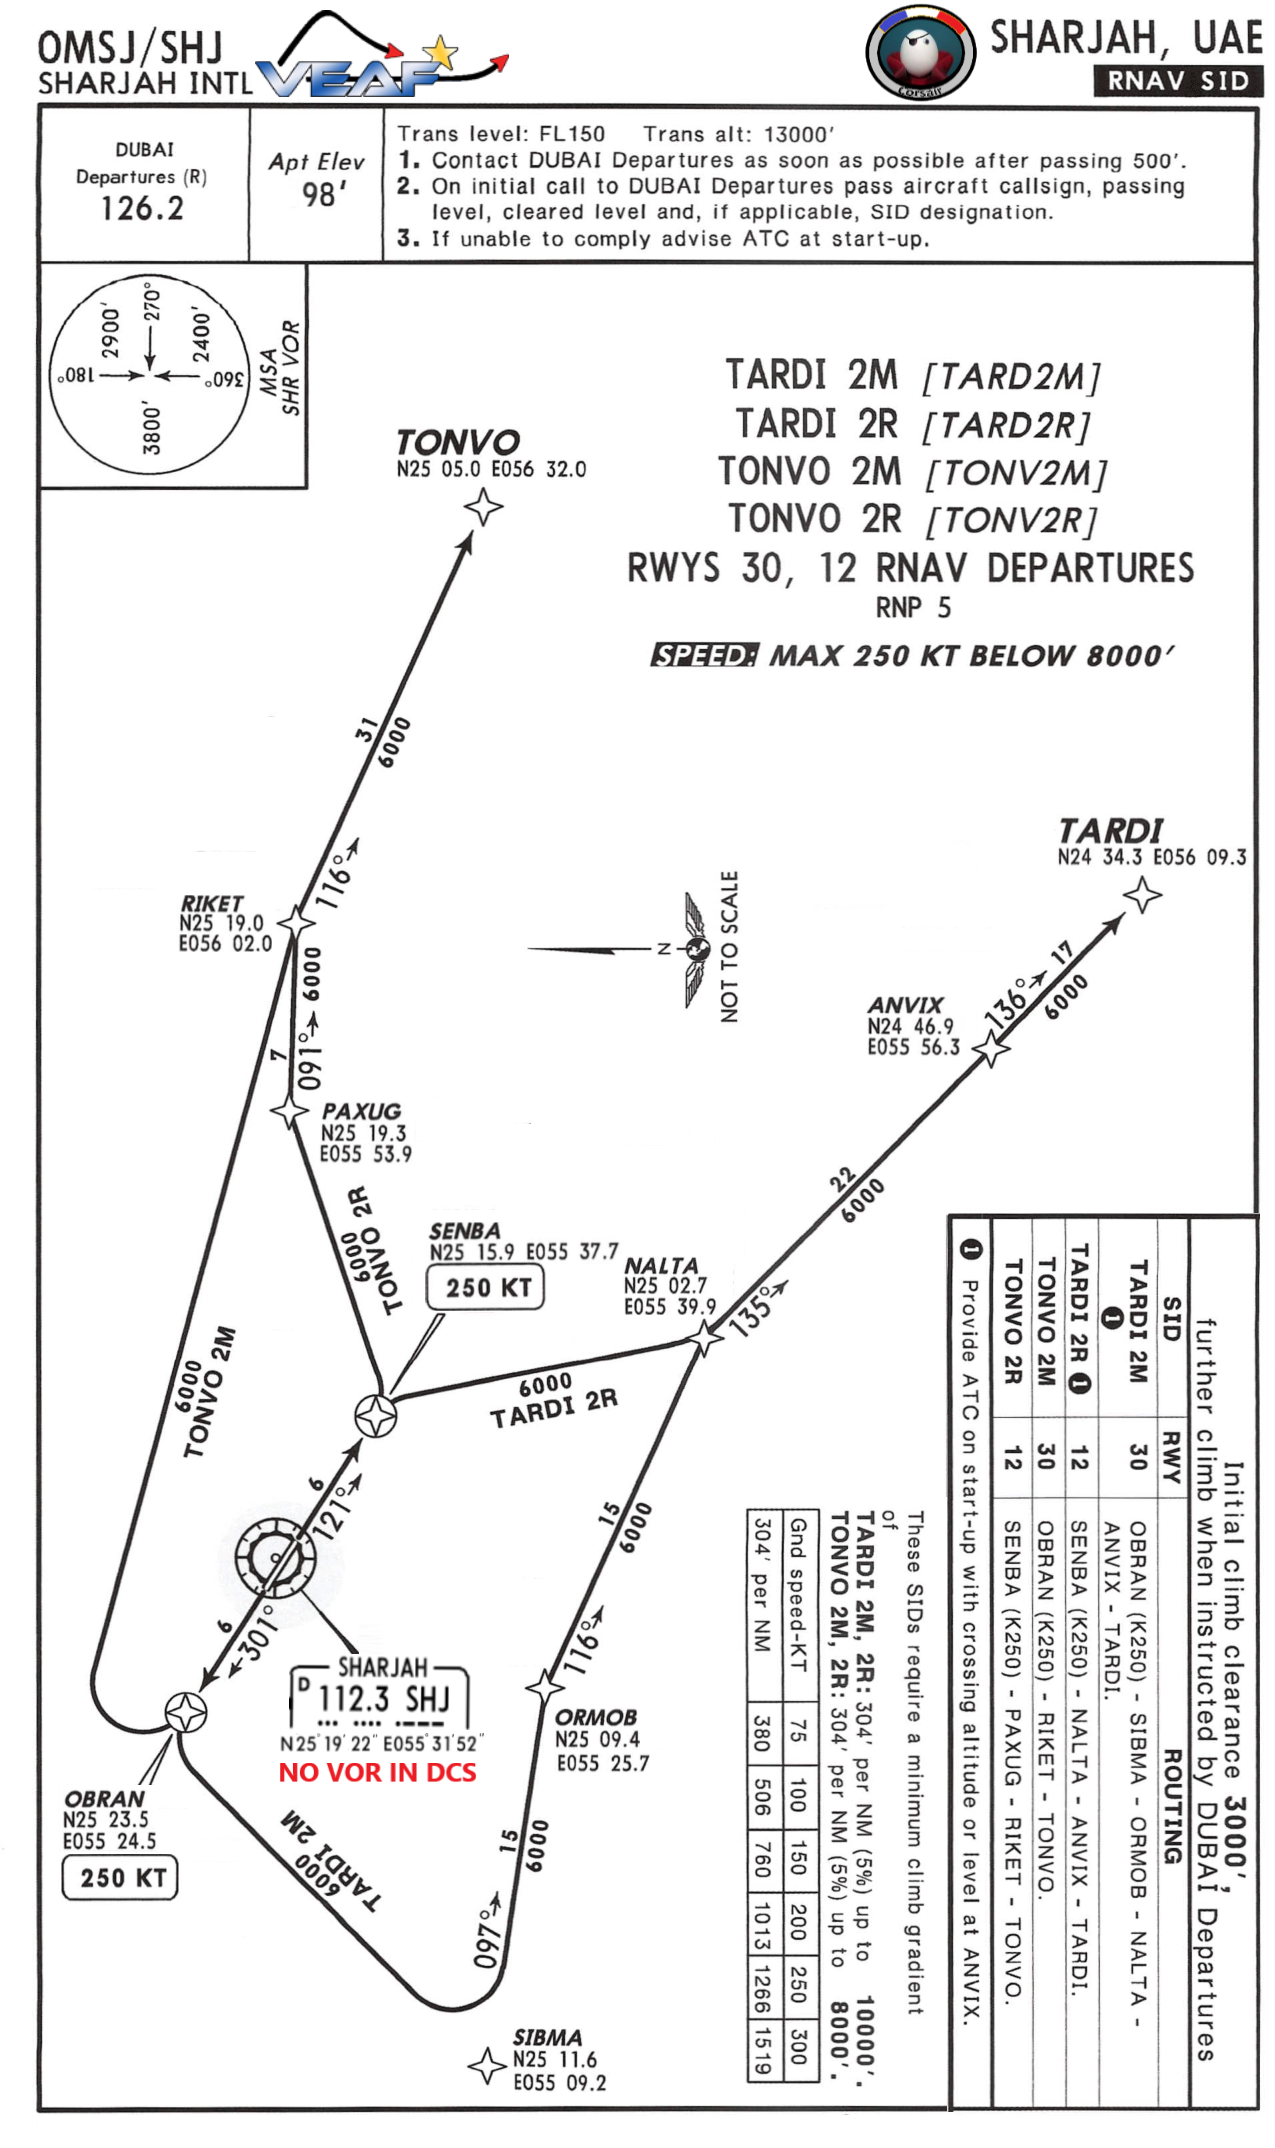 OMSJ/SHJ
SHARJAH INTL
VEAF
Corsair
SHARJAH, UAE
RNAV SID
DUBAI
Departures (R)
126.2
Apt Elev
98'
Trans level: FL150 Trans alt: 13000'
1. Contact DUBAI Departures as soon as possible after passing 500'.
2. On initial call to DUBAI Departures pass aircraft callsign, passing
level, cleared level and, if applicable, SID designation.
3. If unable to comply advise ATC at start-up.
270°
2900'
2400'
180°
360°
3800'
MSA
SHR VOR
TARDI 2M [TARD2M]
TARDI 2R [TARD2R]
TONVO 2M [TONV2M]
TONVO 2R [TONV2R]
RWYS 30, 12 RNAV DEPARTURES
RNP 5
SPEED: MAX 250 KT BELOW 8000'
TONVO
N25 05.0 E056 32.0
31
6000
116°
RIKET
N25 19.0
E056 02.0
6000
091°
7
PAXUG
N25 19.3
E055 53.9
TONVO 2R
6000
TONVO 2M
6000
N
NOT TO SCALE
TARDI
N24 34.3 E056 09.3
17
136°
6000
ANVIX
N24 46.9
E055 56.3
22
6000
SENBA
N25 15.9 E055 37.7
250 KT
NALTA
N25 02.7
E055 39.9
135°
6000
TARDI 2R
6
121°
6
301°
15
6000
116°
SHARJAH
D 112.3 SHJ
N25°19'22" E055°31'52"
NO VOR IN DCS
ORMOB
N25 09.4
E055 25.7
OBRAN
N25 23.5
E055 24.5
250 KT
TARDI 2M
6000
15
6000
097°
SIBMA
N25 11.6
E055 09.2
Initial climb clearance 3000',
further climb when instructed by DUBAI Departures
SID RWY ROUTING
TARDI 2M 1 30 OBRAN (K250) - SIBMA - ORMOB - NALTA -
ANVIX - TARDI.
TARDI 2R 1 12 SENBA (K250) - NALTA - ANVIX - TARDI.
TONVO 2M 30 OBRAN (K250) - RIKET - TONVO.
TONVO 2R 12 SENBA (K250) - PAXUG - RIKET - TONVO.
1 Provide ATC on start-up with crossing altitude or level at ANVIX.
These SIDs require a minimum climb gradient
of
TARDI 2M, 2R: 304' per NM (5%) up to 10000'.
TONVO 2M, 2R: 304' per NM (5%) up to 8000'.
Gnd speed-KT 75 100 150 200 250 300
304' per NM 380 506 760 1013 1266 1519